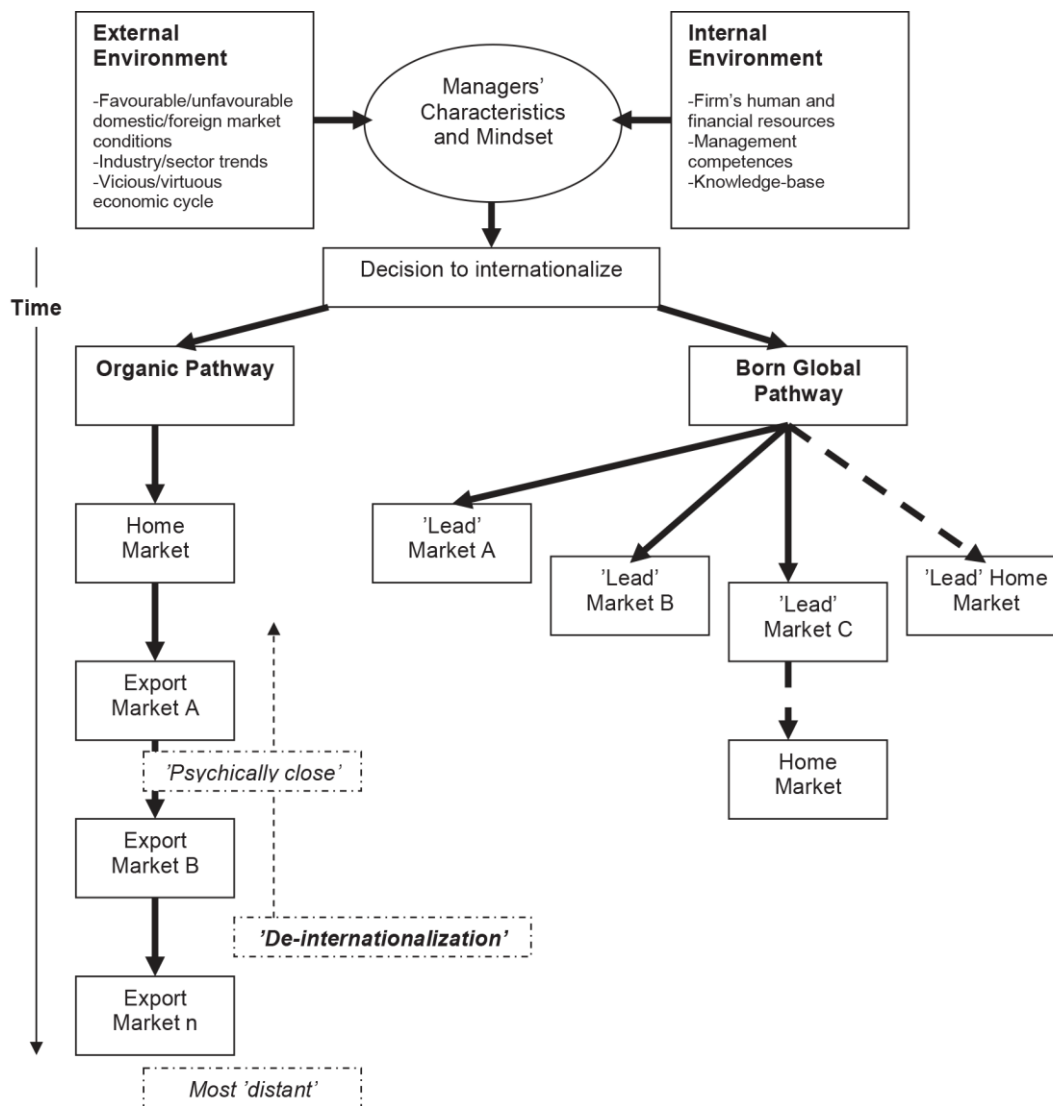 External
Environment
-Favourable/unfavourable
domestic/foreign market
conditions
-Industry/sector trends
-Vicious/virtuous
economic cycle
Managers’
Characteristics
and Mindset
Internal
Environment
-Firm’s human and
financial resources
-Management
competences
-Knowledge-base
Decision to internationalize
Time
Organic Pathway
Born Global
Pathway
Home
Market
’Lead’
Market A
’Lead’
Market B
’Lead’
Market C
’Lead’ Home
Market
Export
Market A
’Psychically close’
Home
Market
Export
Market B
’De-internationalization’
Export
Market n
Most ’distant’